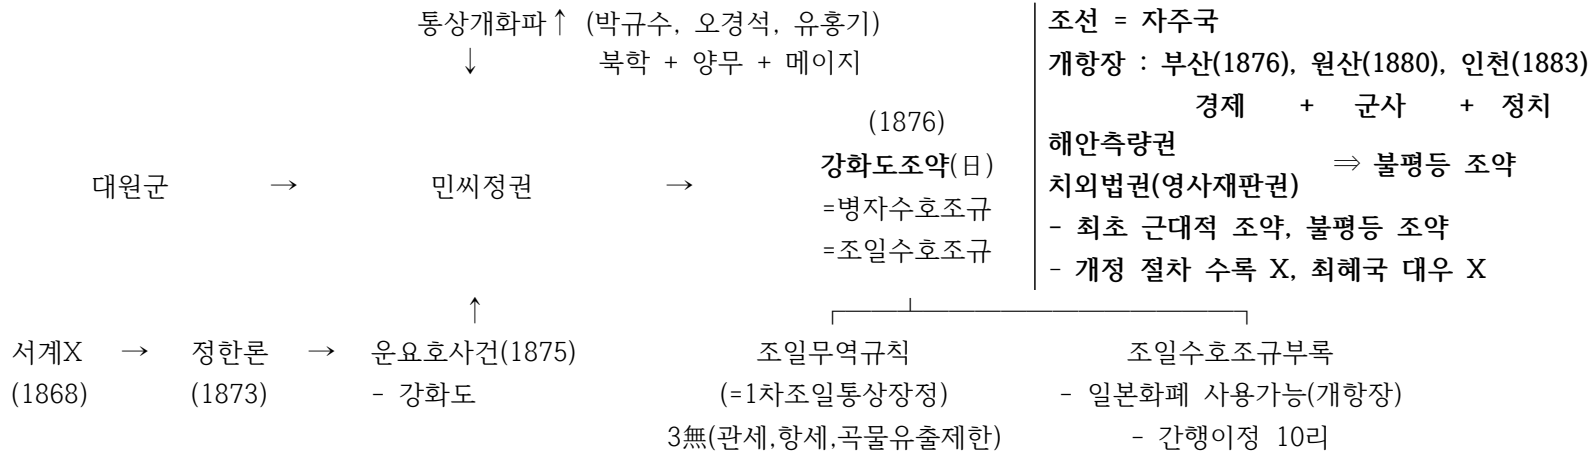 통상개화파↑ (박규수, 오경석, 유홍기)
↓ 북학 + 양무 + 메이지
대원군 → 민씨정권 →
(1876)
강화도조약(日)
=병자수호조규
=조일수호조규
조선 = 자주국
개항장 : 부산(1876), 원산(1880), 인천(1883)
경제 + 군사 + 정치
해안측량권
치외법권(영사재판권) ⇒ 불평등 조약
- 최초 근대적 조약, 불평등 조약
- 개정 절차 수록 X, 최혜국 대우 X
↑
서계X → 정한론 → 운요호사건(1875)
(1868) (1873) - 강화도
조일무역규칙
(=1차조일통상장정)
3無(관세,항세,곡물유출제한)
조일수호조규부록
- 일본화폐 사용가능(개항장)
- 간행이정 10리